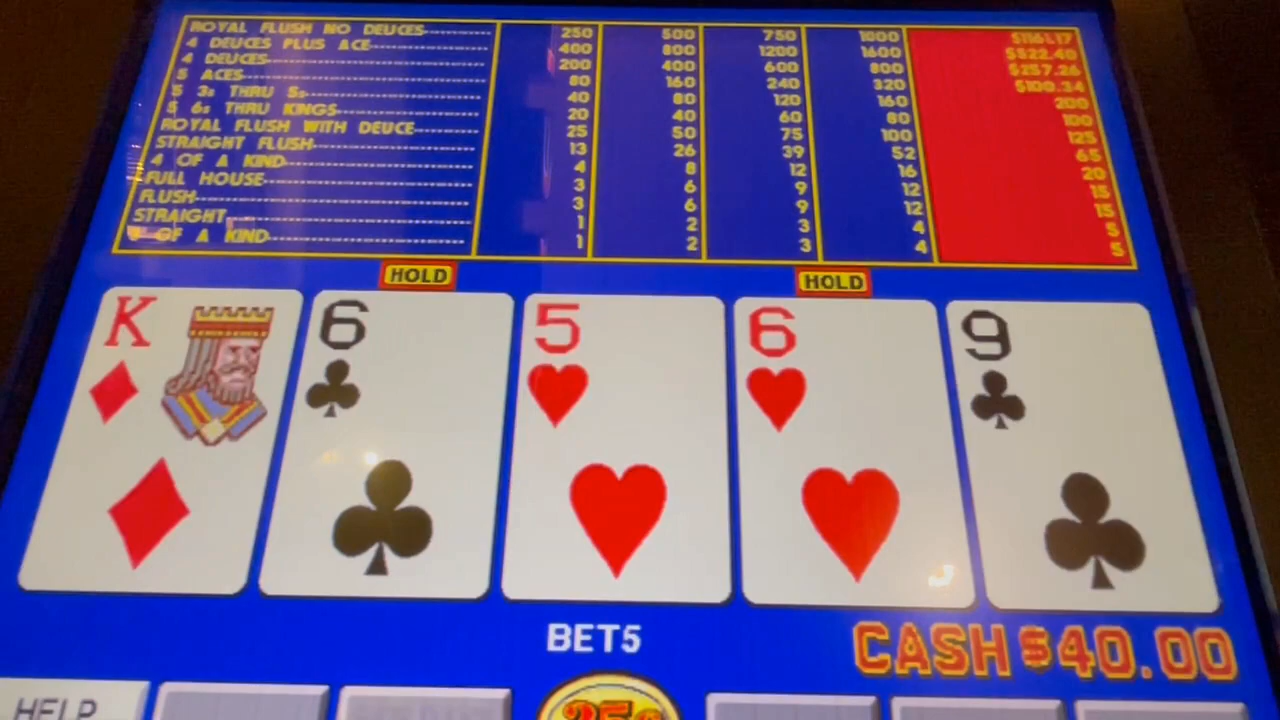 ROYAL FLUSH NO DEUCES 250 500 750 1000 $1161.17
4 DEUCES PLUS ACE 400 800 1200 1600 $522.40
4 DEUCES 200 400 600 800 $257.26
5 ACES 80 160 240 320 $100.34
5 3s THRU 5s 40 80 120 160 200
5 6s THRU KINGS 20 40 60 80 100
ROYAL FLUSH WITH DEUCE 25 50 75 100 125
STRAIGHT FLUSH 13 26 39 52 65
4 OF A KIND 4 8 12 16 20
FULL HOUSE 3 6 9 12 15
FLUSH 3 6 9 12 15
STRAIGHT 1 2 3 4 5
OF A KIND 1 2 3 4 5
HOLD HOLD
K 6 5 6 9
BET5
CASH $40.00
HELP
25¢